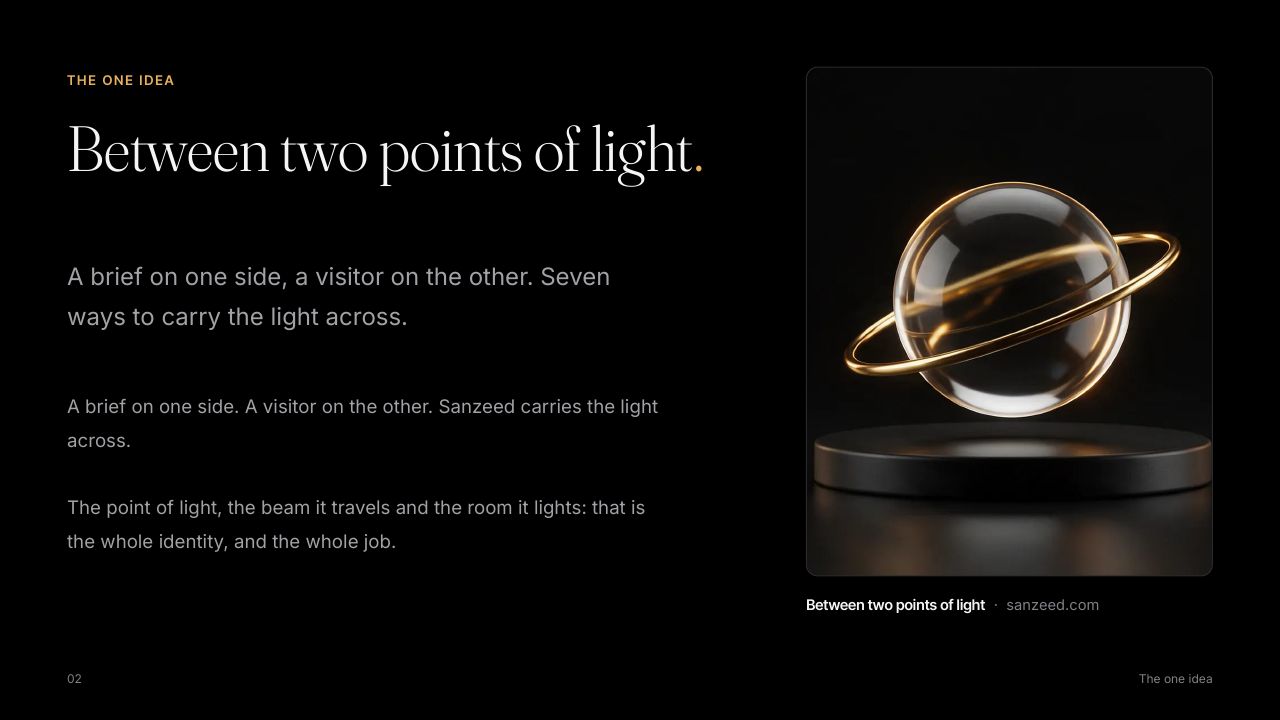 THE ONE IDEA
Between two points of light.
A brief on one side, a visitor on the other. Seven
ways to carry the light across.
A brief on one side. A visitor on the other. Sanzeed carries the light
across.
The point of light, the beam it travels and the room it lights: that is
the whole identity, and the whole job.
Between two points of light · sanzeed.com
02
The one idea